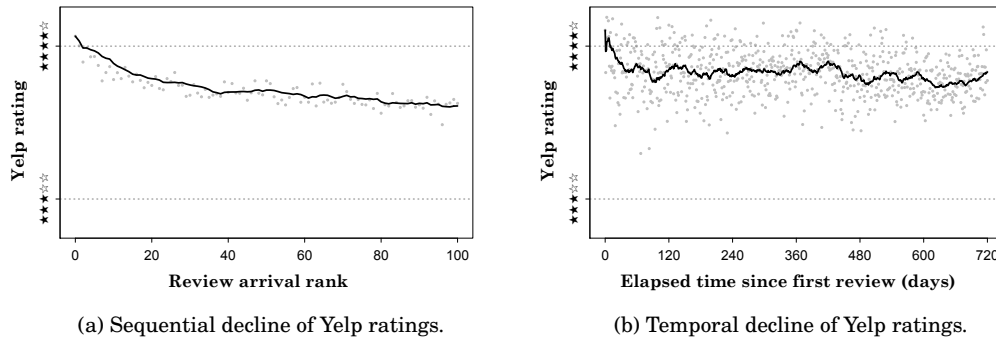 Yelp rating
★★★★☆
★★★☆☆
0 20 40 60 80 100
Review arrival rank
(a) Sequential decline of Yelp ratings.
Yelp rating
★★★★☆
★★★☆☆
0 120 240 360 480 600 720
Elapsed time since first review (days)
(b) Temporal decline of Yelp ratings.